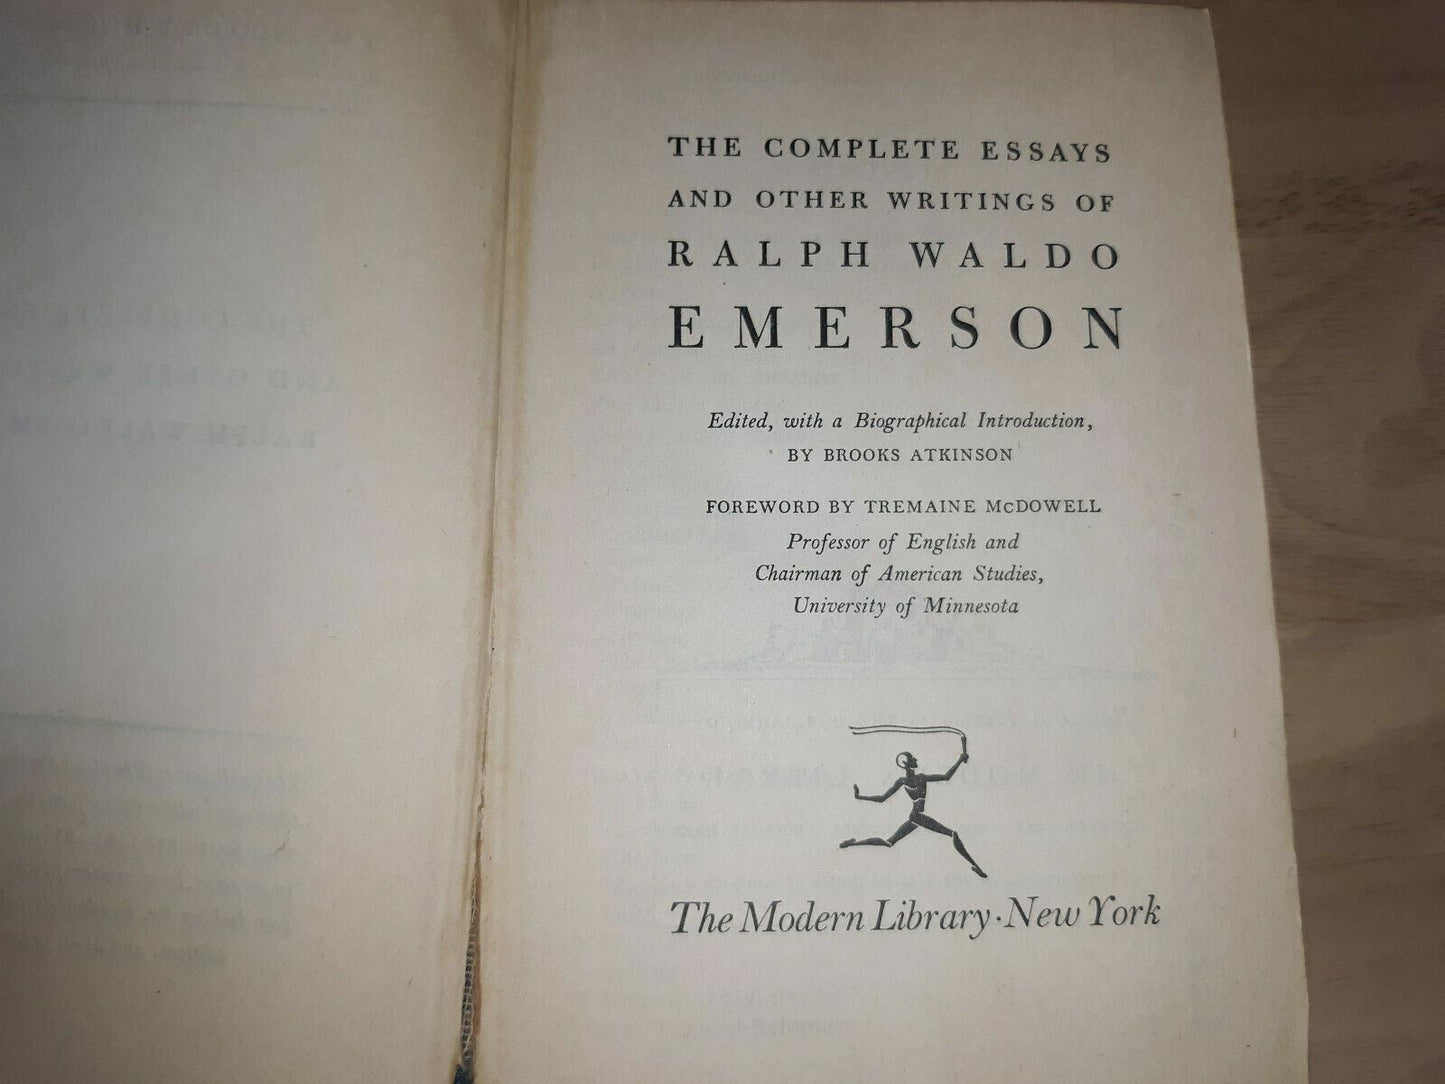 THE COMPLETE ESSAYS
AND OTHER WRITINGS OF
RALPH WALDO
EMERSON
Edited, with a Biographical Introduction,
BY BROOKS ATKINSON
FOREWORD BY TREMAINE McDOWELL
Professor of English and
Chairman of American Studies,
University of Minnesota
The Modern Library · New York